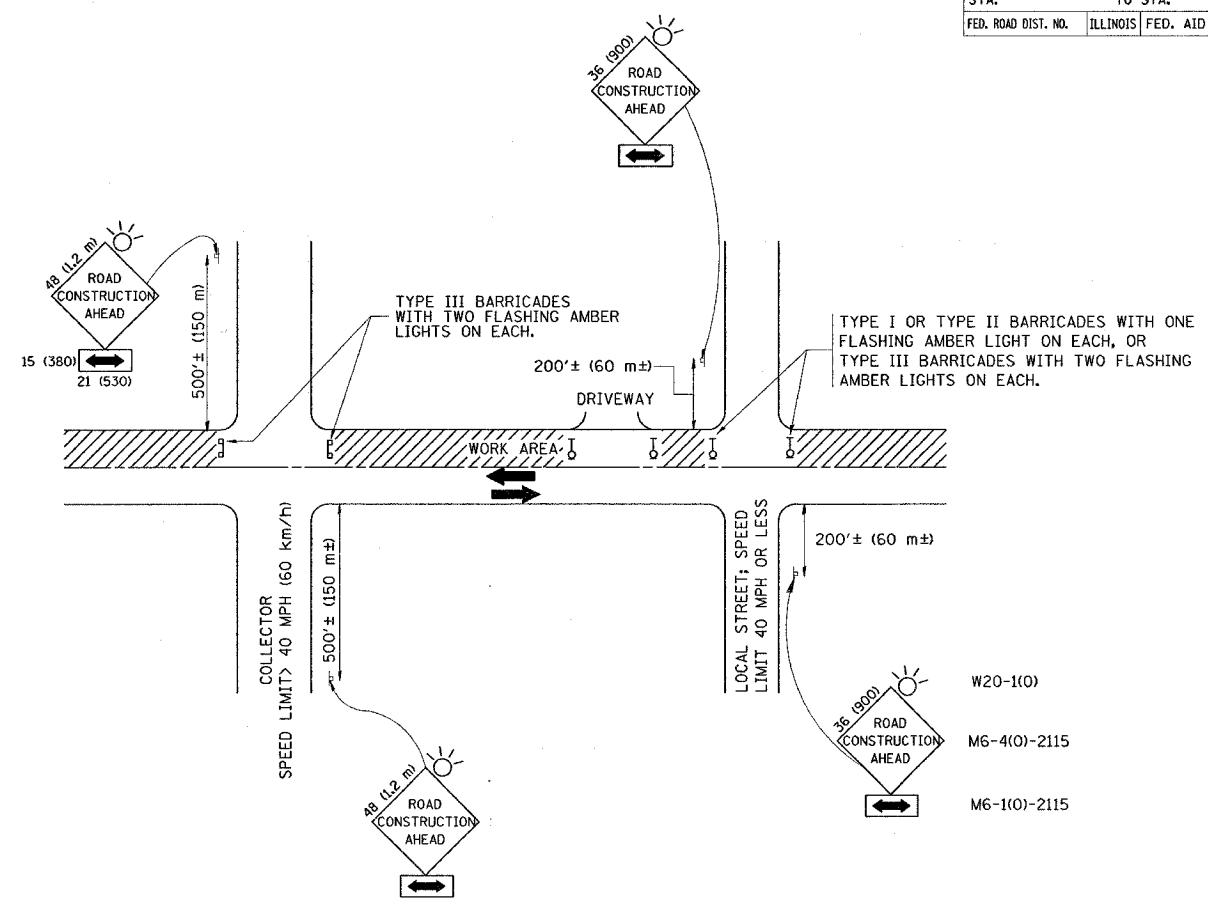 STA. TO STA.
FED. ROAD DIST. NO. ILLINOIS FED. AID
36 (900)
ROAD
CONSTRUCTION
AHEAD
48 (1.2 m)
ROAD
CONSTRUCTION
AHEAD
15 (380)
21 (530)
500'± (150 m)
TYPE III BARRICADES
WITH TWO FLASHING AMBER
LIGHTS ON EACH.
200'± (60 m±)
DRIVEWAY
TYPE I OR TYPE II BARRICADES WITH ONE
FLASHING AMBER LIGHT ON EACH, OR
TYPE III BARRICADES WITH TWO FLASHING
AMBER LIGHTS ON EACH.
WORK AREA
COLLECTOR
SPEED LIMIT> 40 MPH (60 km/h)
500'± (150 m±)
LOCAL STREET; SPEED
LIMIT 40 MPH OR LESS
200'± (60 m±)
48 (1.2 m)
ROAD
CONSTRUCTION
AHEAD
36 (900)
ROAD
CONSTRUCTION
AHEAD
W20-1(O)
M6-4(O)-2115
M6-1(O)-2115